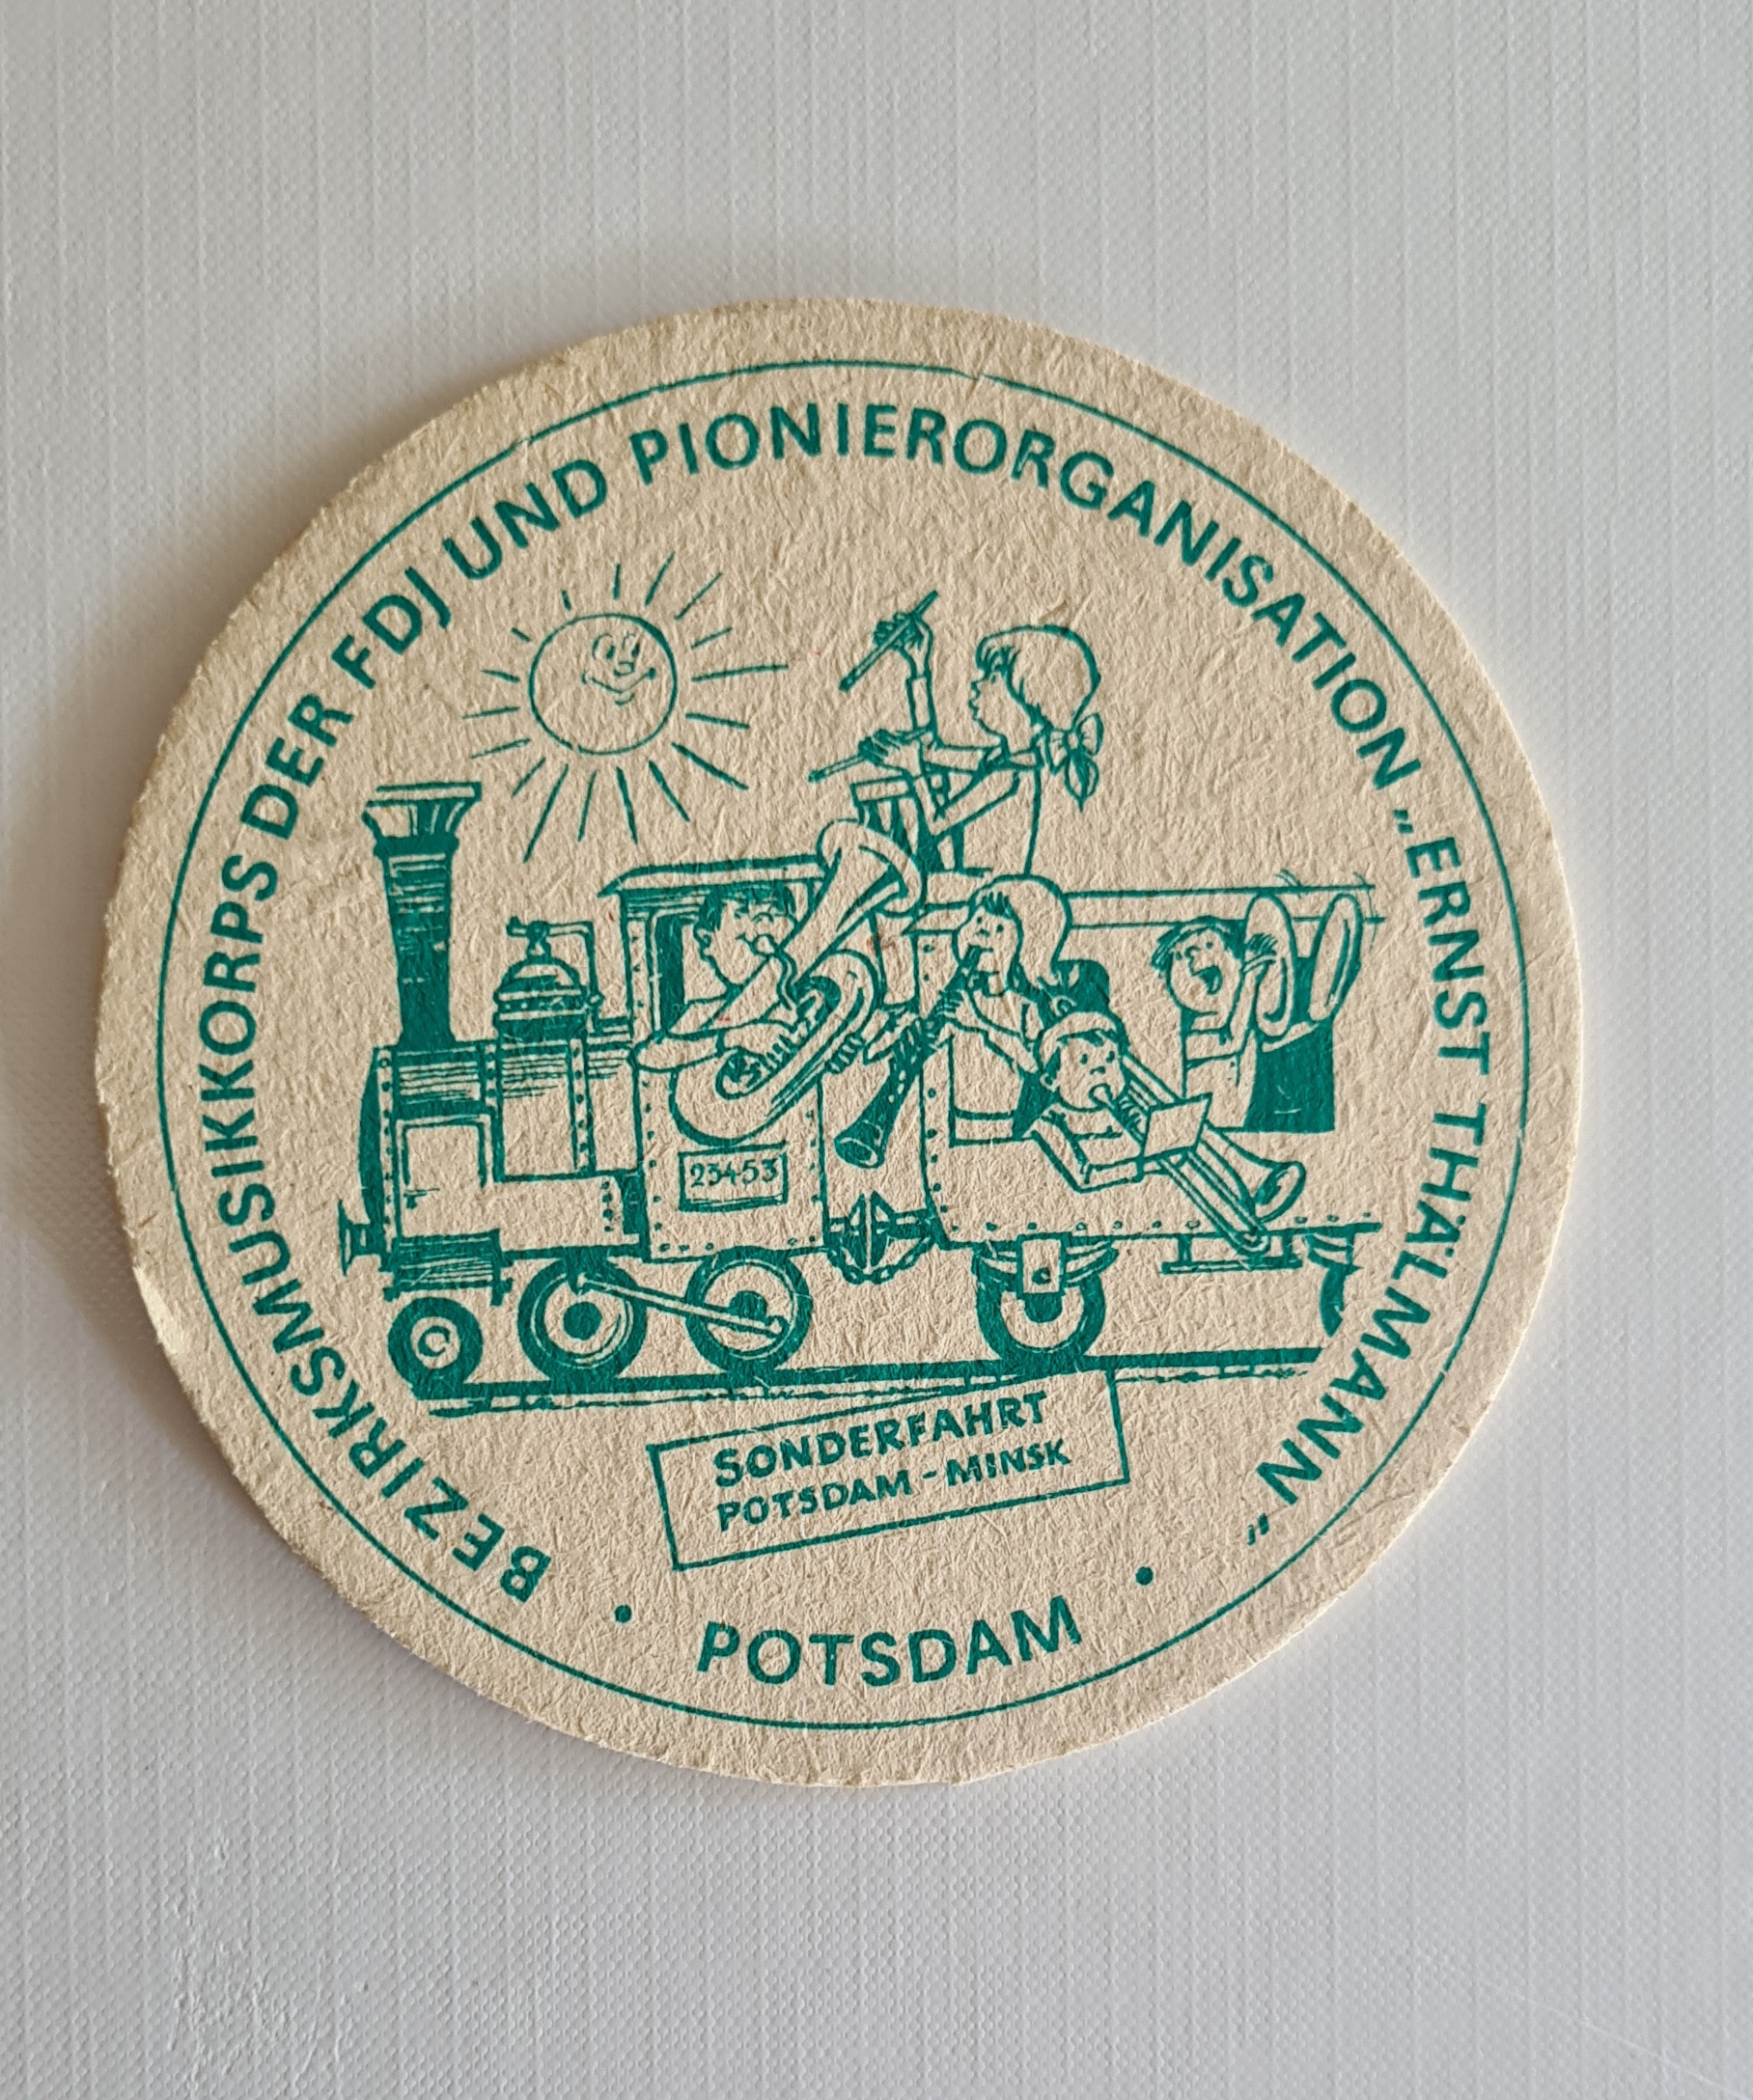 BEZIRKSMUSIKKORPS DER FDJ UND PIONIERORGANISATION „ERNST THÄLMANN“
23453
SONDERFAHRT
POTSDAM - MINSK
• POTSDAM •